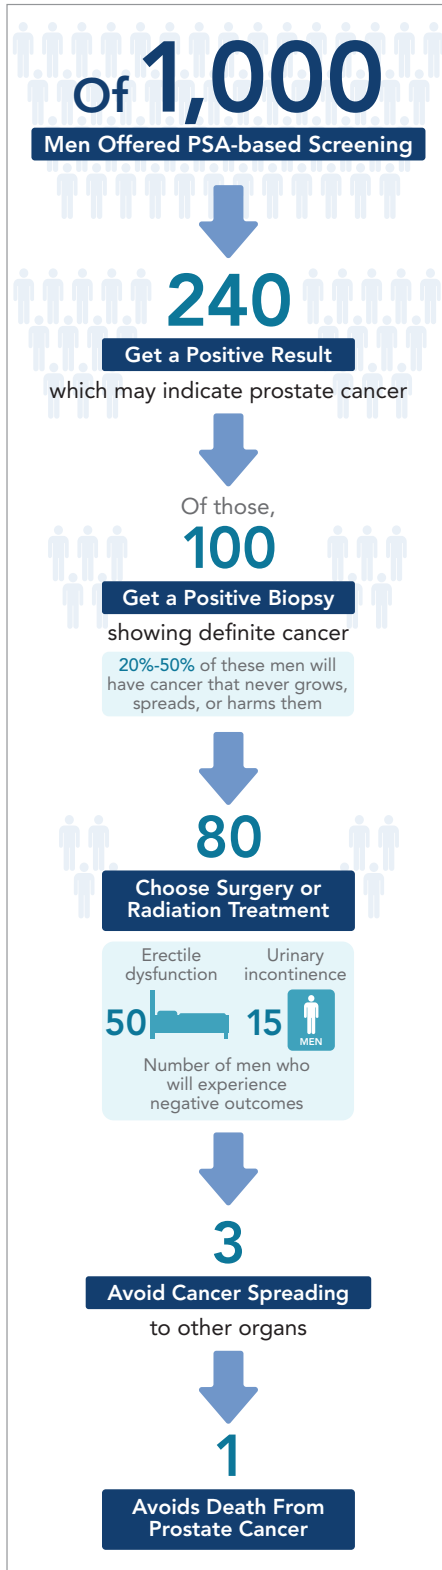 Of 1,000
Men Offered PSA-based Screening
240
Get a Positive Result
which may indicate prostate cancer
Of those,
100
Get a Positive Biopsy
showing definite cancer
20%-50% of these men will
have cancer that never grows,
spreads, or harms them
80
Choose Surgery or
Radiation Treatment
Erectile
dysfunction
50
Urinary
incontinence
15
MEN
Number of men who
will experience
negative outcomes
3
Avoid Cancer Spreading
to other organs
1
Avoids Death From
Prostate Cancer